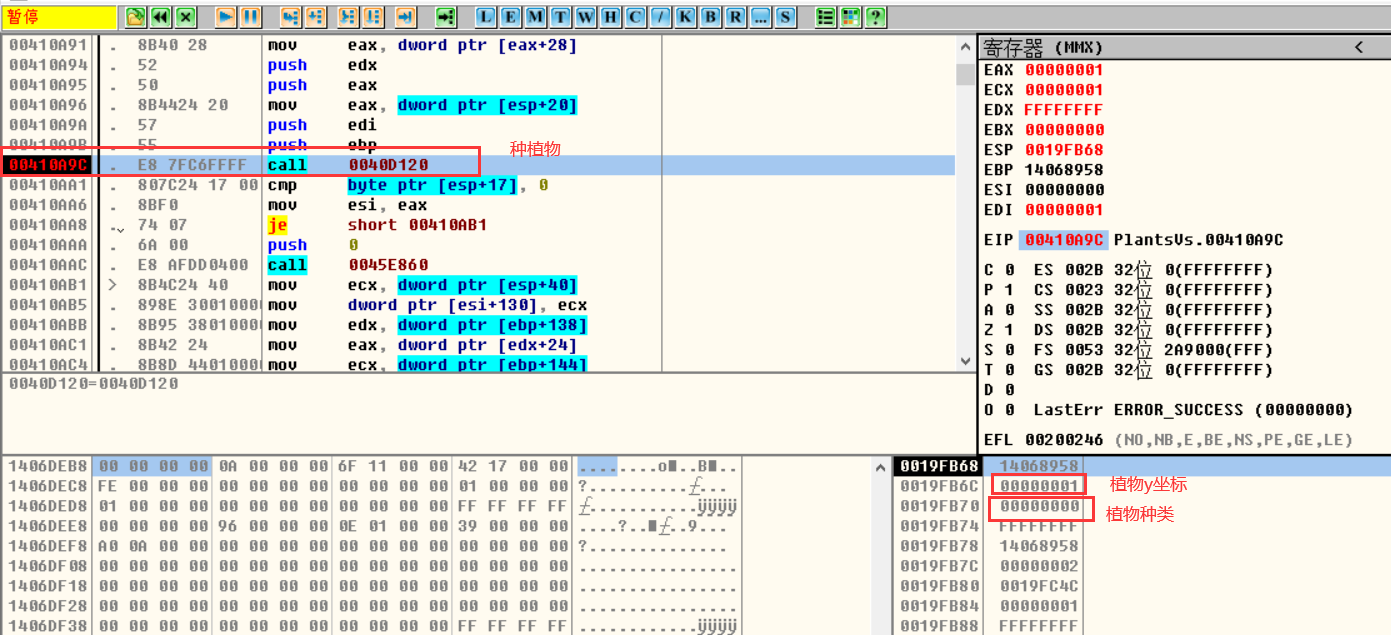 暂停 L E M T W H C / K B R ... S ?
00410A91 . 8B40 28 mov eax, dword ptr [eax+28]
00410A94 . 52 push edx
00410A95 . 50 push eax
00410A96 . 8B4424 20 mov eax, dword ptr [esp+20]
00410A9A . 57 push edi
00410A9B . 55 push ebp
00410A9C . E8 7FC6FFFF call 0040D120
种植物
00410AA1 . 807C24 17 00 cmp byte ptr [esp+17], 0
00410AA6 . 8BF0 mov esi, eax
00410AA8 . 74 07 je short 00410AB1
00410AAA . 6A 00 push 0
00410AAC . E8 AFDD0400 call 0045E860
00410AB1 > 8B4C24 40 mov ecx, dword ptr [esp+40]
00410AB5 . 898E 3001000 mov dword ptr [esi+130], ecx
00410ABB . 8B95 3801000 mov edx, dword ptr [ebp+138]
00410AC1 . 8B42 24 mov eax, dword ptr [edx+24]
00410AC4 . 8B8D 4401000 mov ecx, dword ptr [ebp+144]
0040D120=0040D120
寄存器 (MMX) <
EAX 00000001
ECX 00000001
EDX FFFFFFFF
EBX 00000000
ESP 0019FB68
EBP 14068958
ESI 00000000
EDI 00000001
EIP 00410A9C PlantsVs.00410A9C
C 0 ES 002B 32位 0(FFFFFFFF)
P 1 CS 0023 32位 0(FFFFFFFF)
A 0 SS 002B 32位 0(FFFFFFFF)
Z 1 DS 002B 32位 0(FFFFFFFF)
S 0 FS 0053 32位 2A9000(FFF)
T 0 GS 002B 32位 0(FFFFFFFF)
D 0
O 0 LastErr ERROR_SUCCESS (00000000)
EFL 00200246 (NO,NB,E,BE,NS,PE,GE,LE)
1406DEB8 00 00 00 00 0A 00 00 00 6F 11 00 00 42 17 00 00
1406DEC8 FE 00 00 00 00 00 00 00 00 00 00 00 01 00 00 00
1406DED8 01 00 00 00 00 00 00 00 00 00 00 00 FF FF FF FF ............ÿÿÿÿ
1406DEE8 00 00 00 00 96 00 00 00 0E 01 00 00 39 00 00 00
1406DEF8 A0 0A 00 00 00 00 00 00 00 00 00 00 00 00 00 00 ?..............
1406DF08 00 00 00 00 00 00 00 00 00 00 00 00 00 00 00 00 ................
1406DF18 00 00 00 00 00 00 00 00 00 00 00 00 00 00 00 00 ................
1406DF28 00 00 00 00 00 00 00 00 00 00 00 00 00 00 00 00 ................
1406DF38 00 00 00 00 00 00 00 00 00 00 00 00 FF FF FF FF ............ÿÿÿÿ
0019FB68 14068958
0019FB6C 00000001 植物y坐标
0019FB70 00000000 植物种类
0019FB74 FFFFFFFF
0019FB78 14068958
0019FB7C 00000002
0019FB80 0019FC4C
0019FB84 00000001
0019FB88 FFFFFFFF